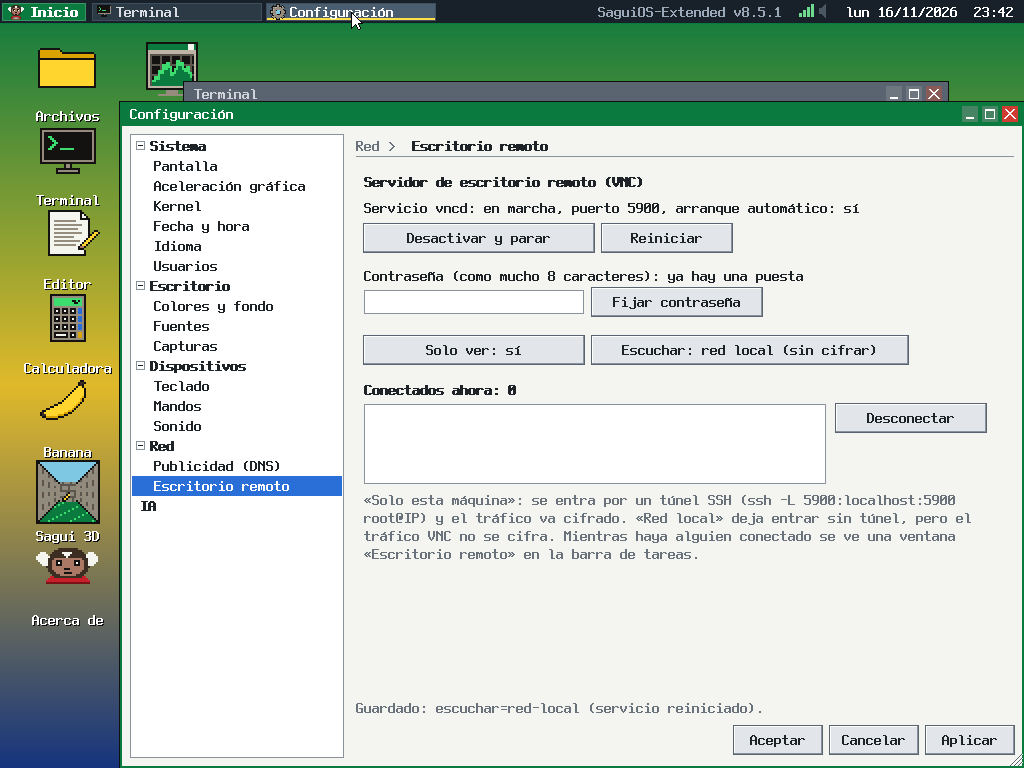 Inicio
Terminal
Configuración
SaguiOS-Extended v8.5.1
lun 16/11/2026 23:42
Archivos
Terminal
Editor
Calculadora
Banana
Sagui 3D
Acerca de
Terminal
Configuración
Sistema
Pantalla
Aceleración gráfica
Kernel
Fecha y hora
Idioma
Usuarios
Escritorio
Colores y fondo
Fuentes
Capturas
Dispositivos
Teclado
Mandos
Sonido
Red
Publicidad (DNS)
Escritorio remoto
IA
Red > Escritorio remoto
Servidor de escritorio remoto (VNC)
Servicio vncd: en marcha, puerto 5900, arranque automático: sí
Desactivar y parar
Reiniciar
Contraseña (como mucho 8 caracteres): ya hay una puesta
Fijar contraseña
Solo ver: sí
Escuchar: red local (sin cifrar)
Conectados ahora: 0
Desconectar
«Solo esta máquina»: se entra por un túnel SSH (ssh -L 5900:localhost:5900
root@IP) y el tráfico va cifrado. «Red local» deja entrar sin túnel, pero el
tráfico VNC no se cifra. Mientras haya alguien conectado se ve una ventana
«Escritorio remoto» en la barra de tareas.
Guardado: escuchar=red-local (servicio reiniciado).
Aceptar
Cancelar
Aplicar